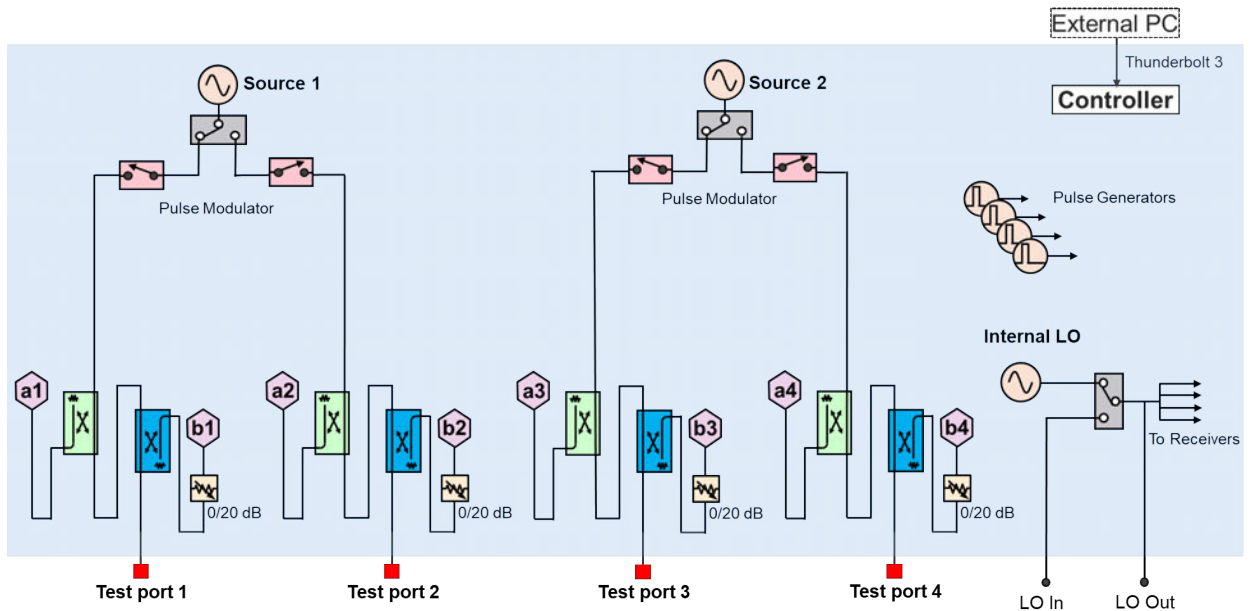 External PC
Thunderbolt 3
Controller
Source 1
Source 2
Pulse Modulator
Pulse Modulator
Pulse Generators
Internal LO
a1
a2
a3
a4
b1
b2
b3
b4
To Receivers
0/20 dB
0/20 dB
0/20 dB
0/20 dB
Test port 1
Test port 2
Test port 3
Test port 4
LO In
LO Out